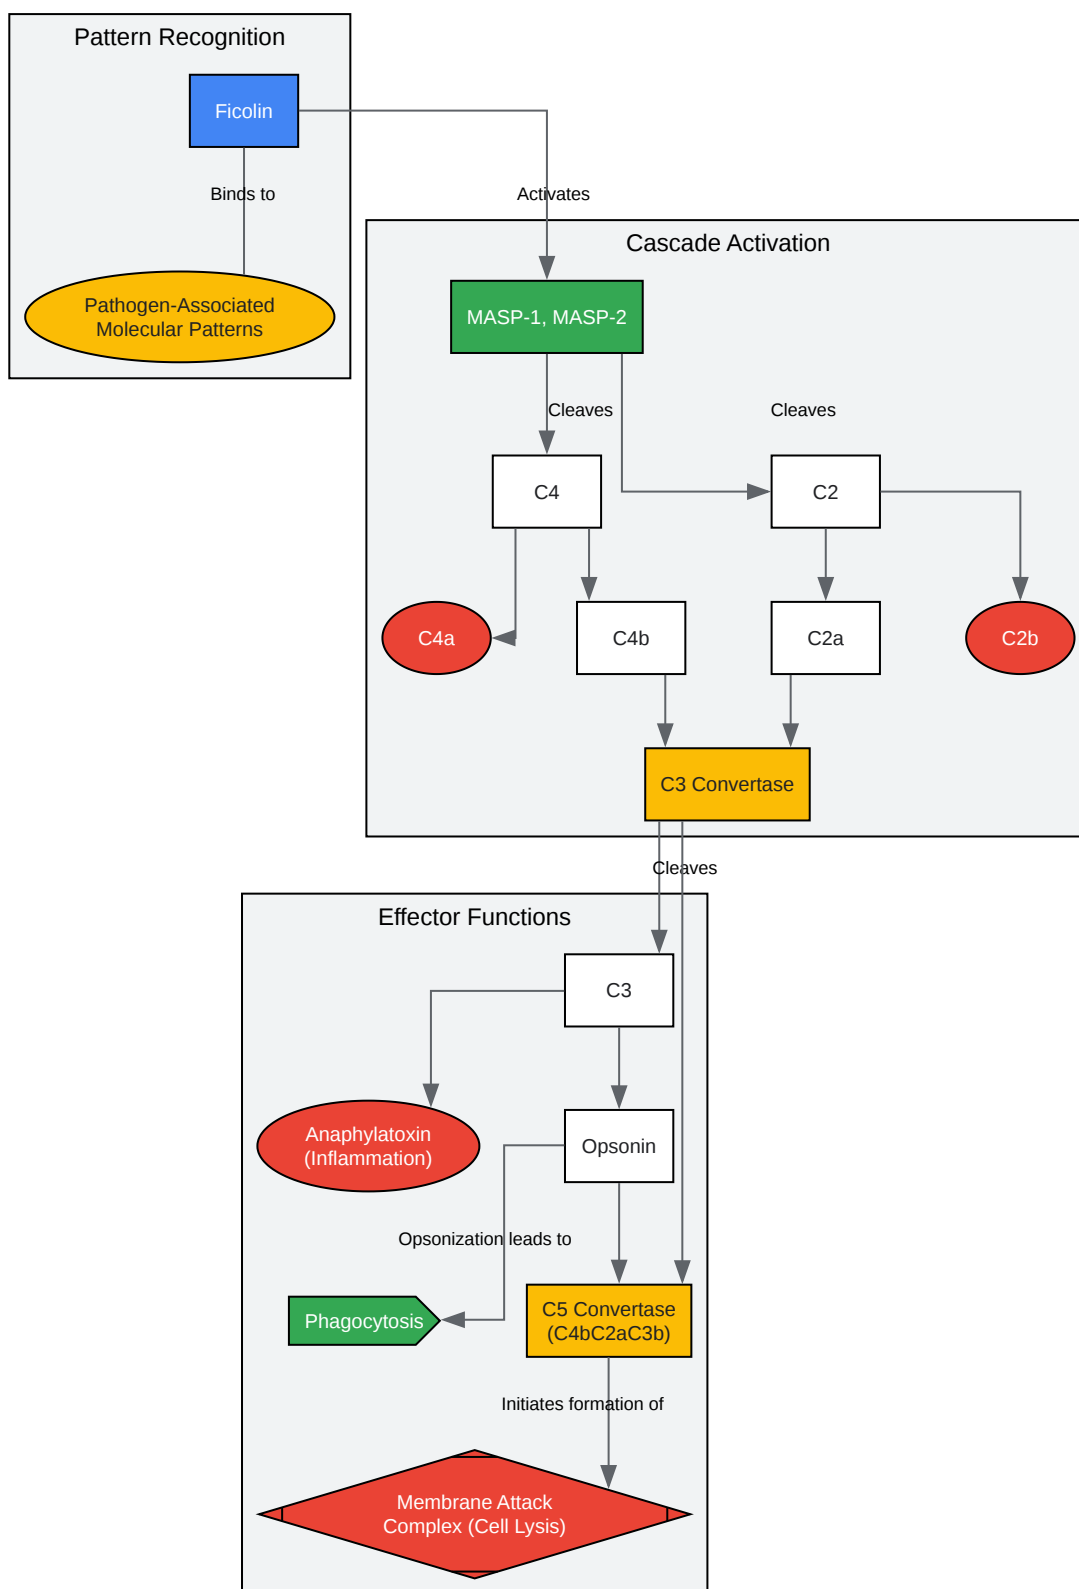 Pattern Recognition
Ficolin
Binds to
Activates
Pathogen-Associated
Molecular Patterns
Cascade Activation
MASP-1, MASP-2
Cleaves
Cleaves
C4
C2
C4a
C4b
C2a
C2b
C3 Convertase
Cleaves
Effector Functions
C3
Anaphylatoxin
(Inflammation)
Opsonin
Opsonization leads to
Phagocytosis
C5 Convertase
(C4bC2aC3b)
Initiates formation of
Membrane Attack
Complex (Cell Lysis)